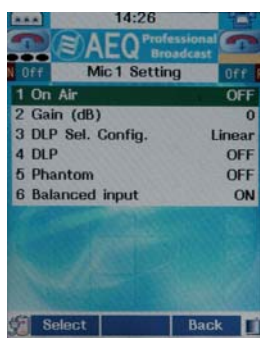 14:26
AEQ Professional Broadcast
N Off Mic 1 Setting Off
1 On Air OFF
2 Gain (dB) 0
3 DLP Sel. Config. Linear
4 DLP OFF
5 Phantom OFF
6 Balanced input ON
Select Back